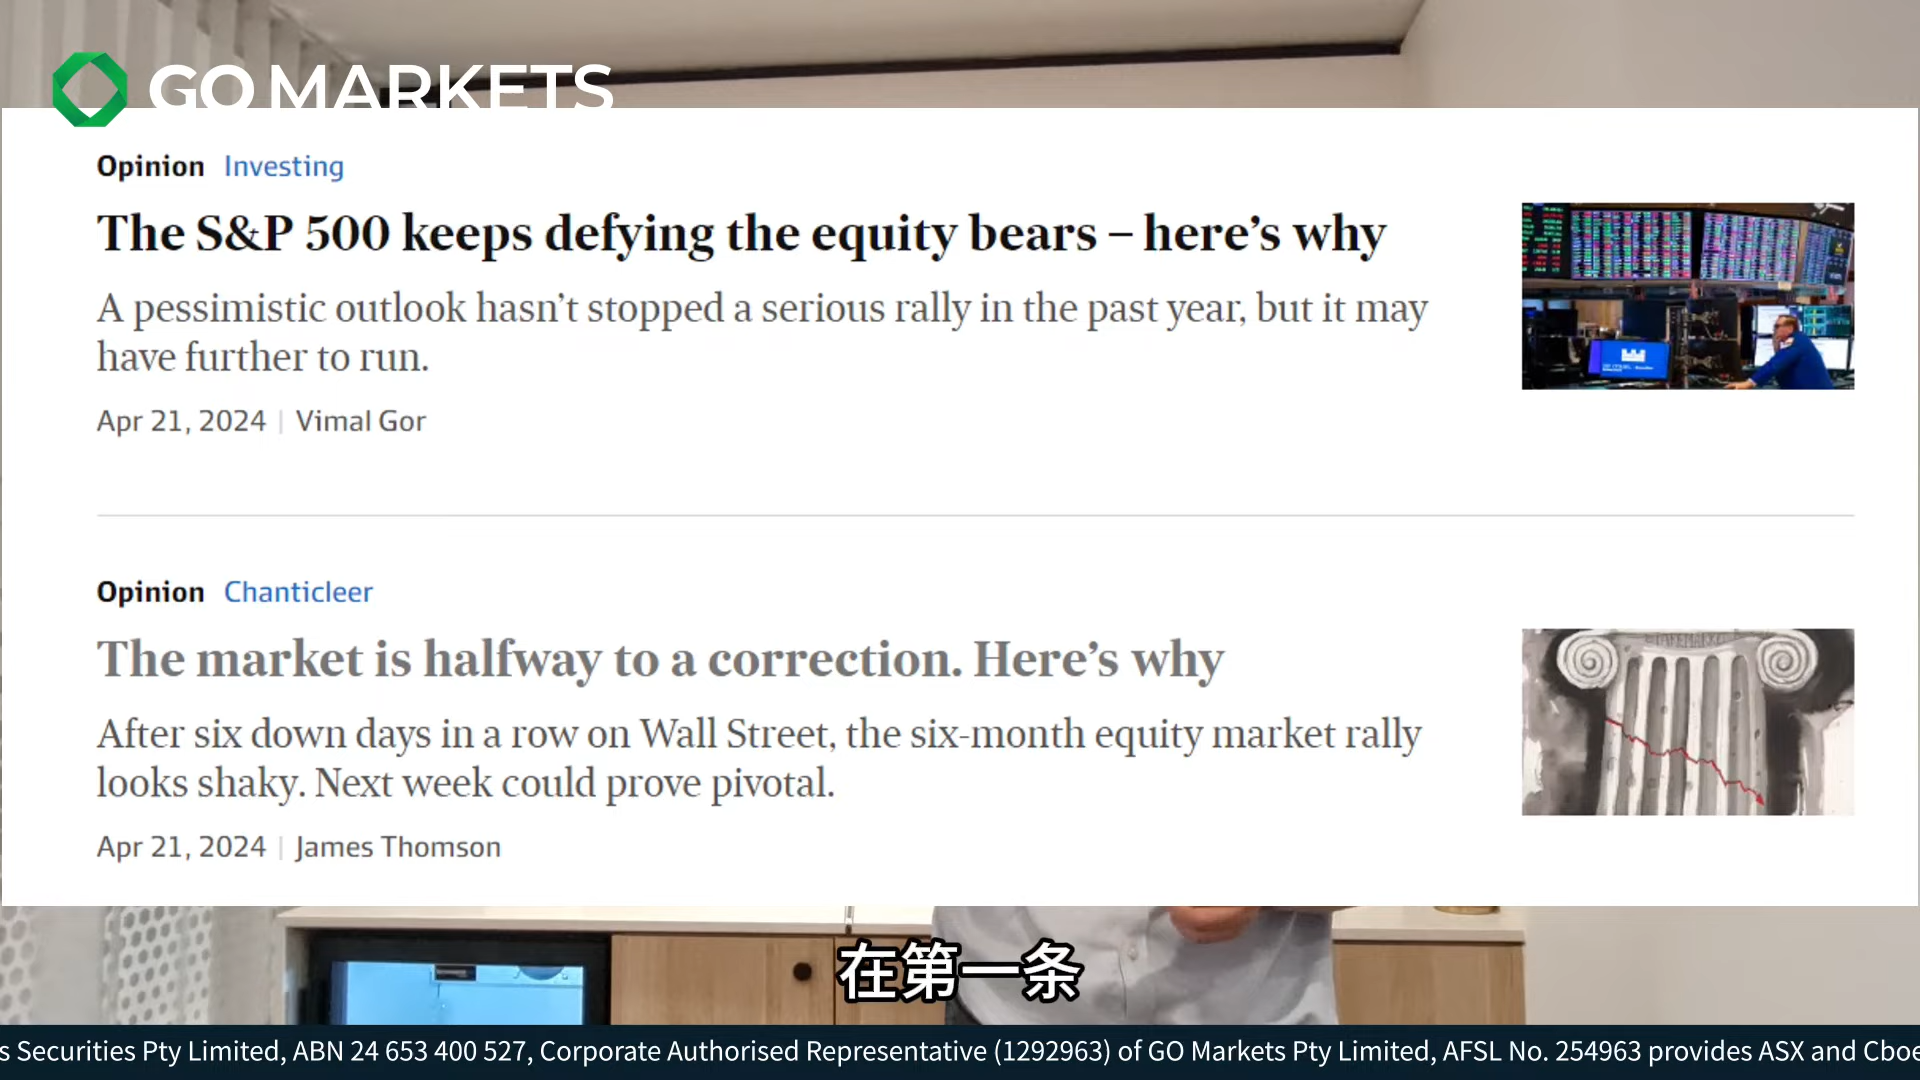 GO MARKETS
Opinion Investing
The S&P 500 keeps defying the equity bears – here’s why
A pessimistic outlook hasn’t stopped a serious rally in the past year, but it may
have further to run.
Apr 21, 2024 | Vimal Gor
Opinion Chanticleer
The market is halfway to a correction. Here’s why
After six down days in a row on Wall Street, the six-month equity market rally
looks shaky. Next week could prove pivotal.
Apr 21, 2024 | James Thomson
在第一条
s Securities Pty Limited, ABN 24 653 400 527, Corporate Authorised Representative (1292963) of GO Markets Pty Limited, AFSL No. 254963 provides ASX and Cboe